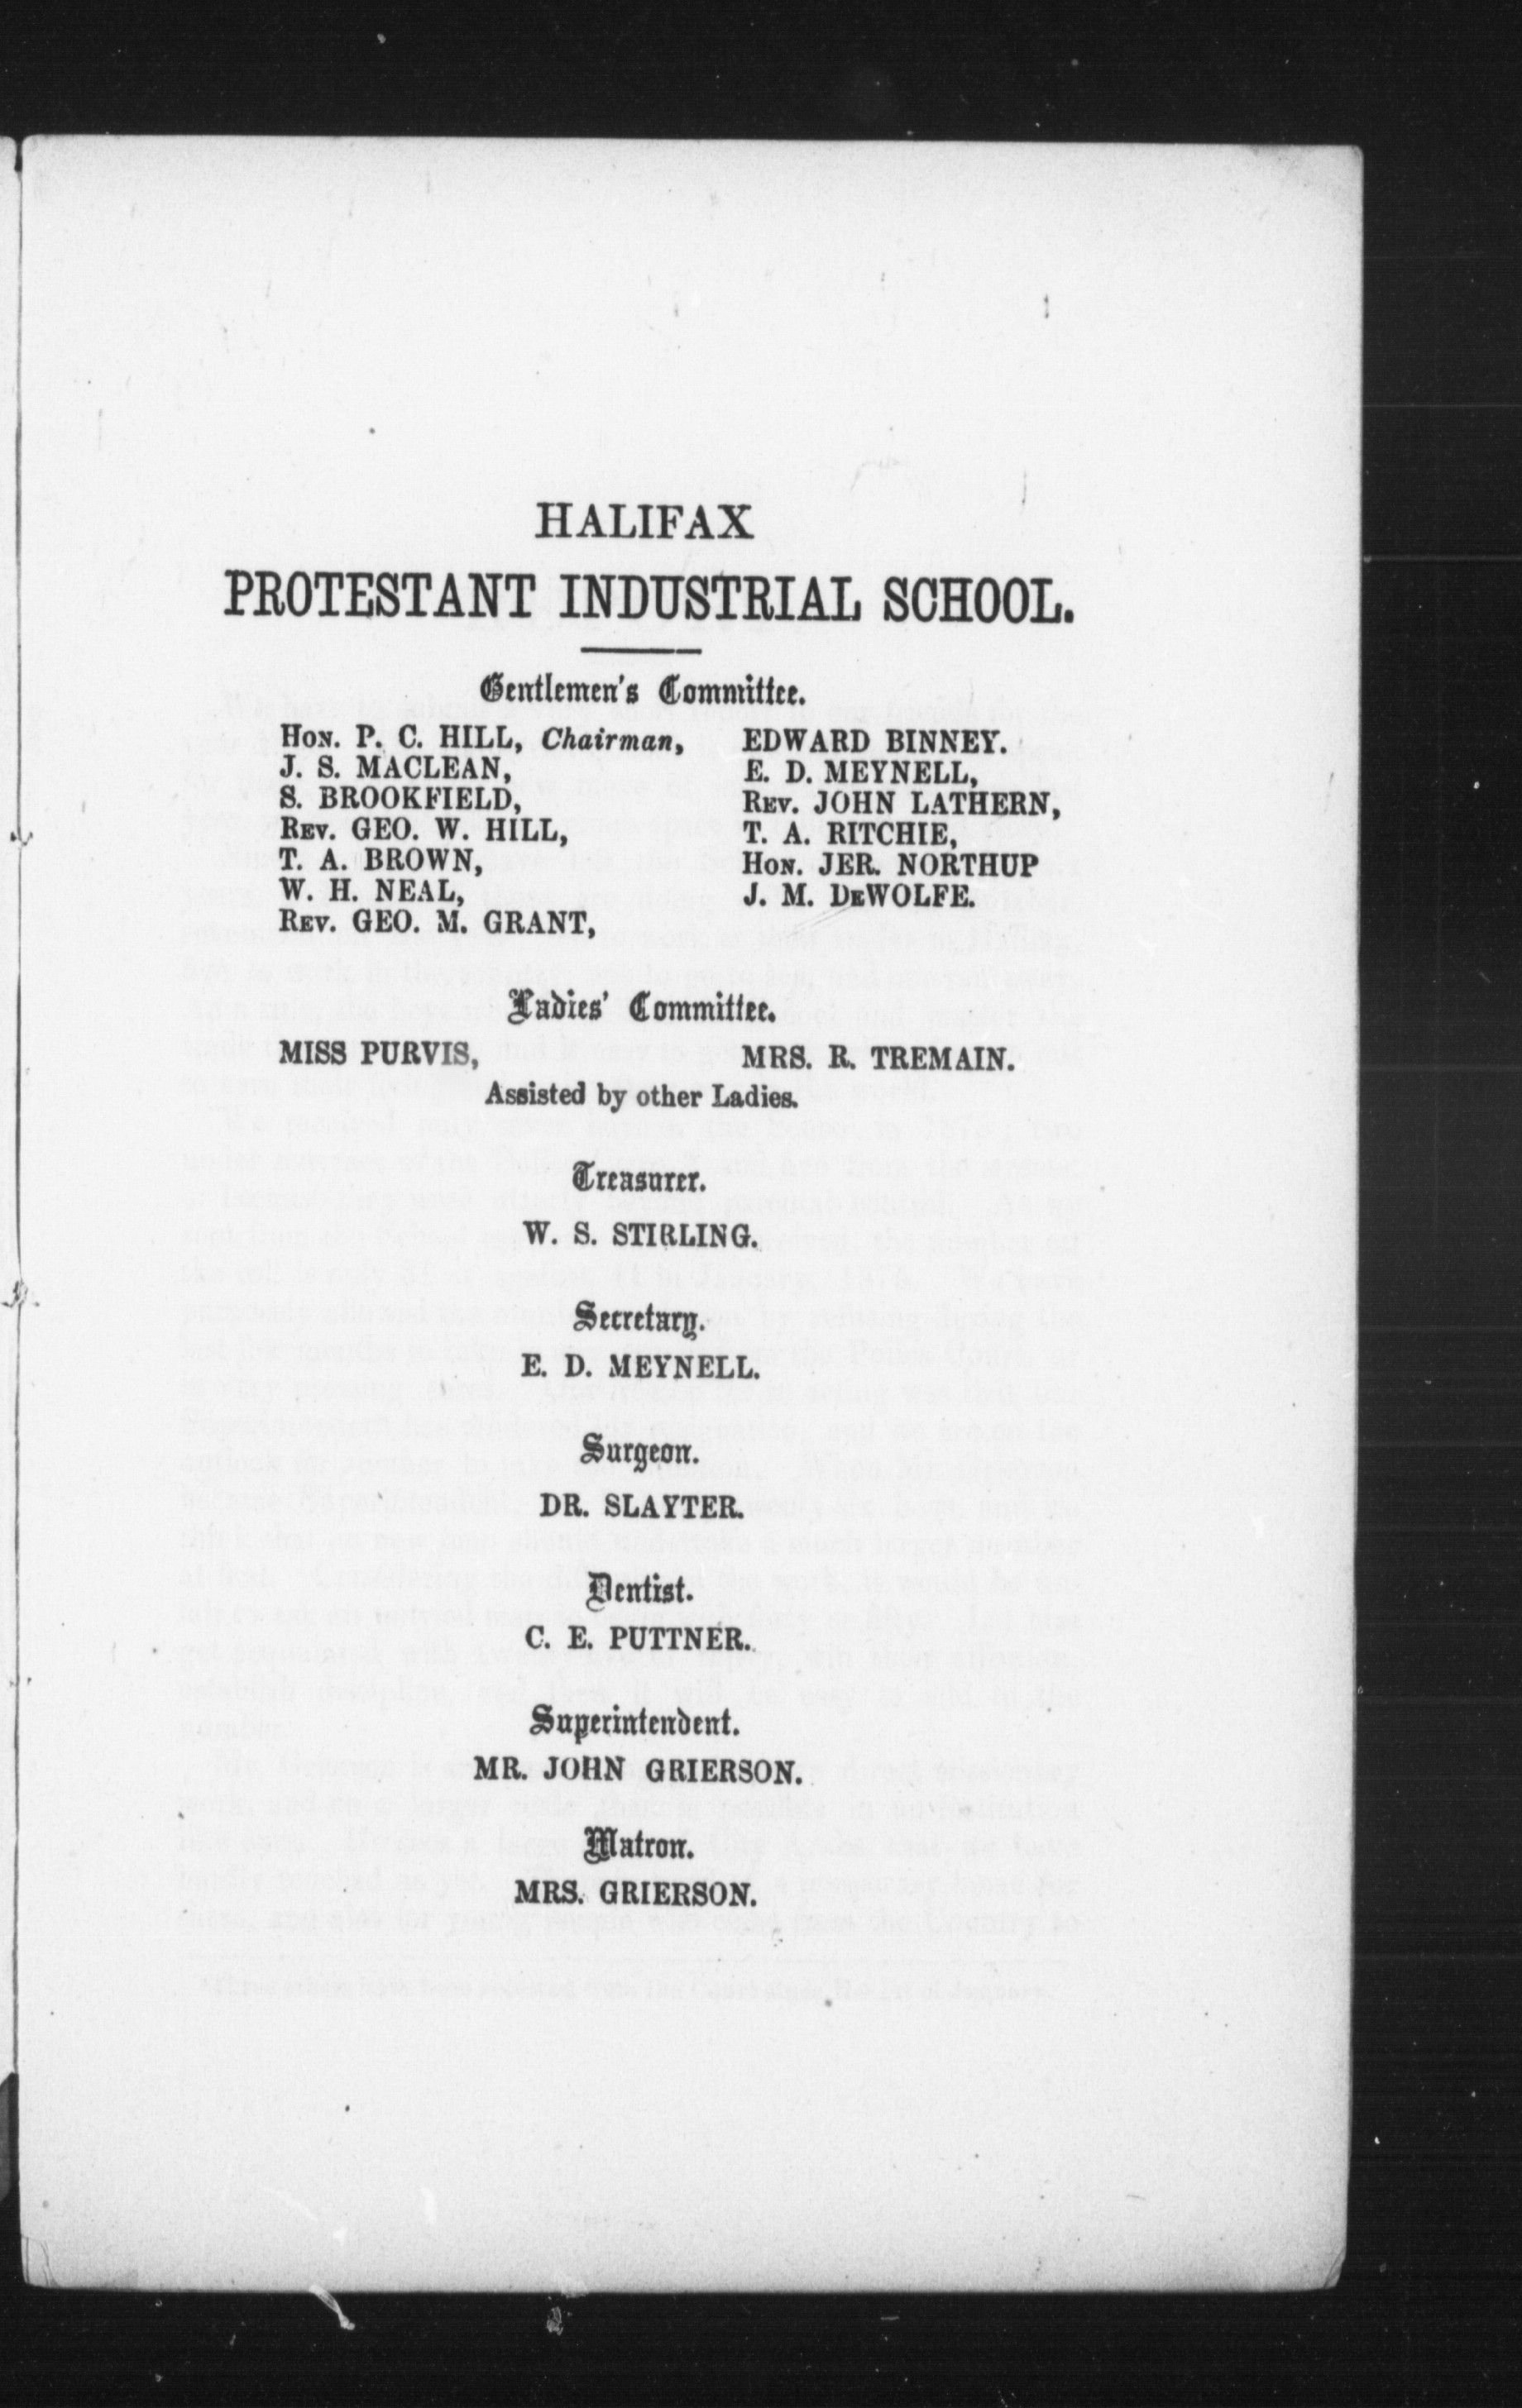 HALIFAX
PROTESTANT INDUSTRIAL SCHOOL.
Gentlemen's Committee.
HON. P. C. HILL, Chairman,
J. S. MACLEAN,
S. BROOKFIELD,
REV. GEO. W. HILL,
T. A. BROWN,
W. H. NEAL,
REV. GEO. M. GRANT,
EDWARD BINNEY.
E. D. MEYNELL,
REV. JOHN LATHERN,
T. A. RITCHIE,
HON. JER. NORTHUP
J. M. DEWOLFE.
Ladies' Committee.
MISS PURVIS,
MRS. R. TREMAIN.
Assisted by other Ladies.
Treasurer.
W. S. STIRLING.
Secretary.
E. D. MEYNELL.
Surgeon.
DR. SLAYTER.
Dentist.
C. E. PUTTNER.
Superintendent.
MR. JOHN GRIERSON.
Matron.
MRS. GRIERSON.